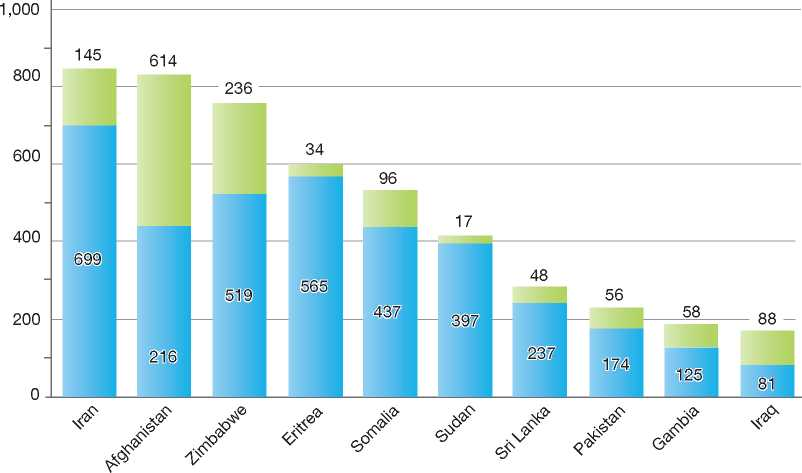 1,000
800
600
400
200
0
145
614
236
34
96
17
48
56
58
88
699
216
519
565
437
397
237
174
125
81
Iran
Afghanistan
Zimbabwe
Eritrea
Somalia
Sudan
Sri Lanka
Pakistan
Gambia
Iraq